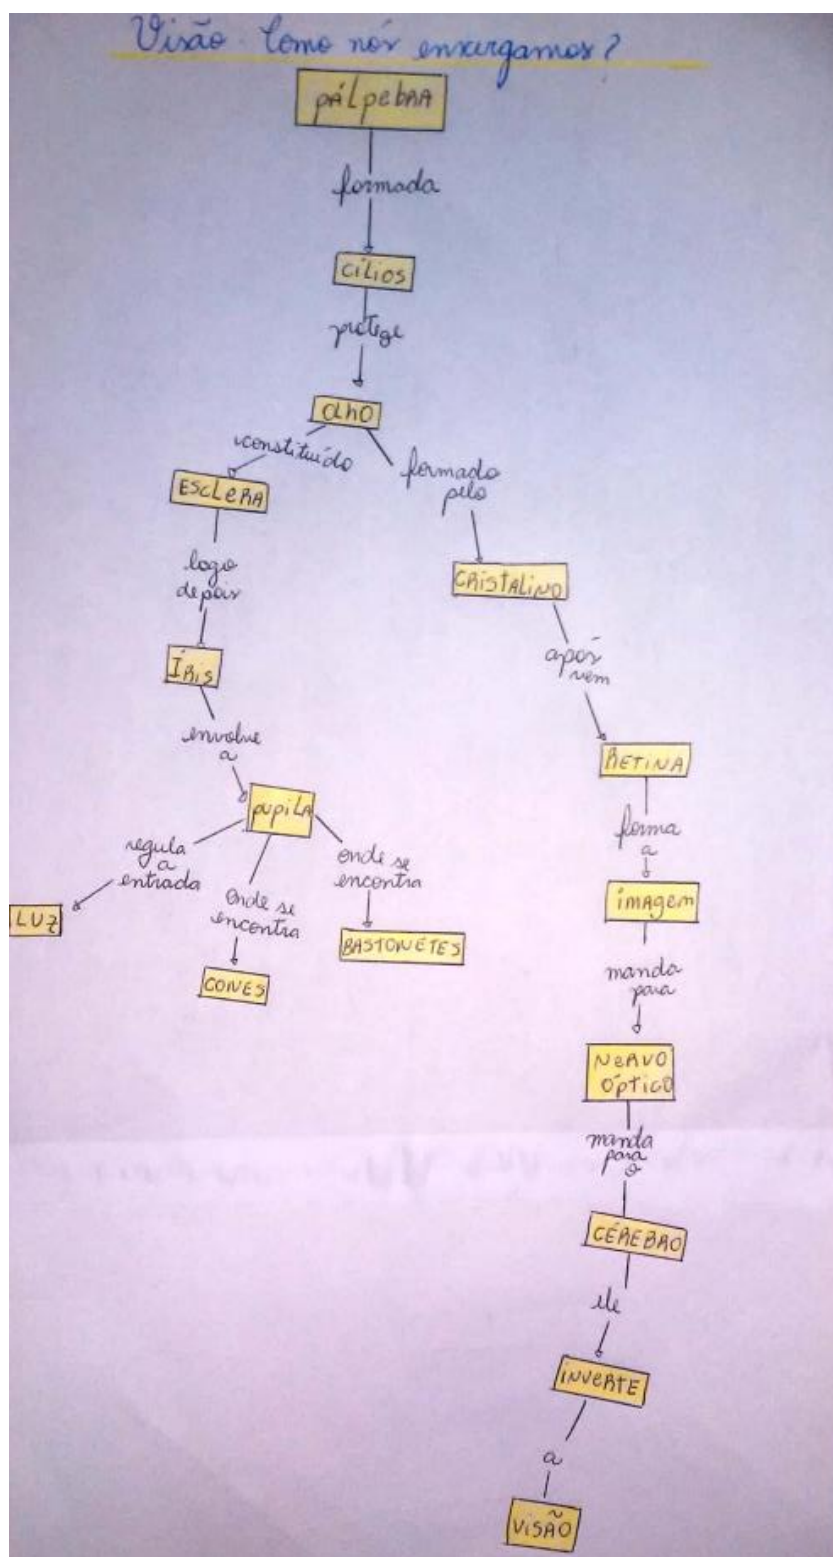 Visão. Como nós enxergamos?
PÁLPEBRA
formada
CÍLIOS
protege
OLHO
constituído
ESCLERA
logo
depois
ÍRIS
envolve
a
PUPILA
regula
a
entrada
LUZ
onde se
encontra
CONES
onde se
encontra
BASTONETES
formado
pelo
CRISTALINO
após
vem
RETINA
forma
a
IMAGEM
manda
para
NERVO
ÓPTICO
manda
para
o
CÉREBRO
ele
INVERTE
a
VISÃO